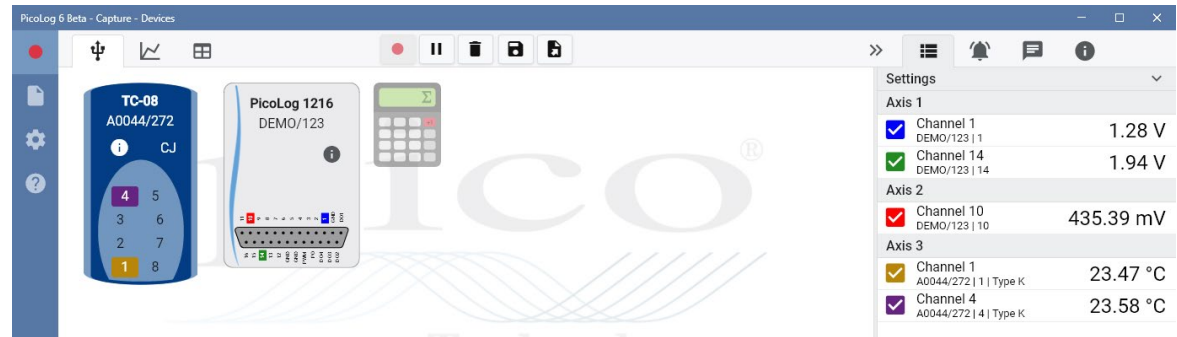 PicoLog 6 Beta - Capture - Devices
TC-08
A0044/272
CJ
4 5
3 6
2 7
1 8
PicoLog 1216
DEMO/123
Σ
pico
®
Settings
Axis 1
Channel 1
DEMO/123 | 1
1.28 V
Channel 14
DEMO/123 | 14
1.94 V
Axis 2
Channel 10
DEMO/123 | 10
435.39 mV
Axis 3
Channel 1
A0044/272 | 1 | Type K
23.47 °C
Channel 4
A0044/272 | 4 | Type K
23.58 °C